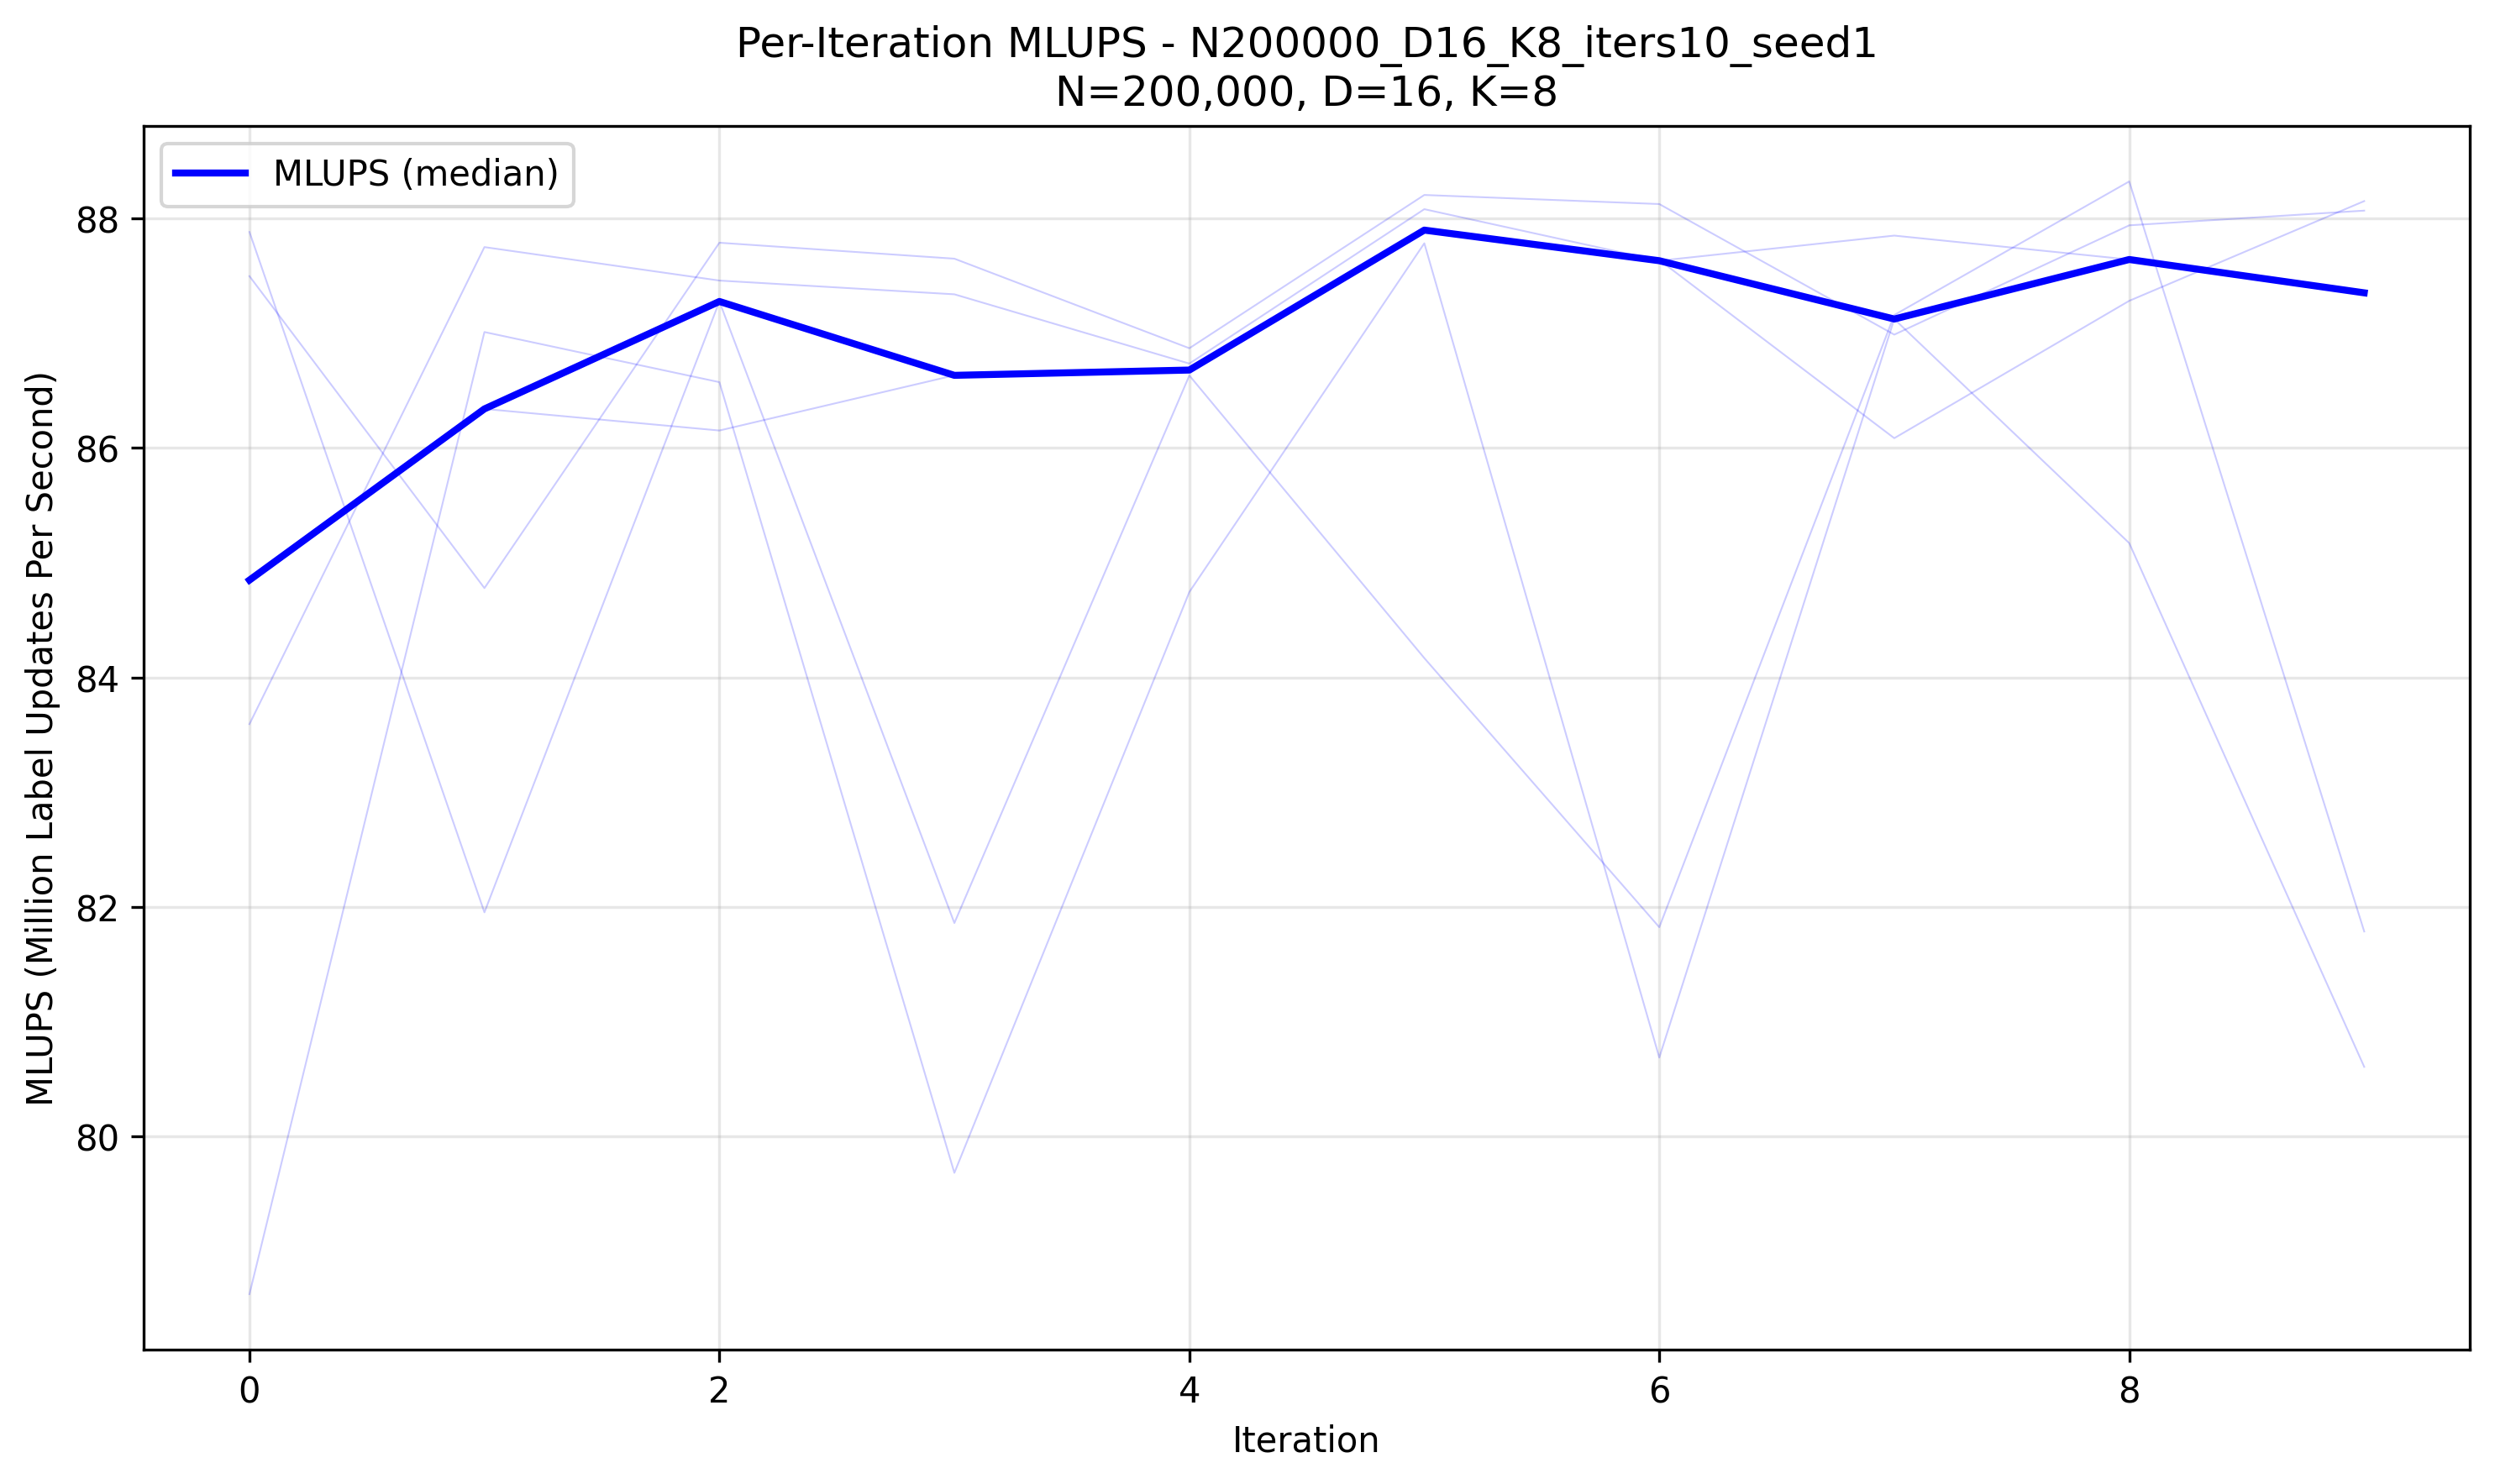 Per-Iteration MLUPS - N200000_D16_K8_iters10_seed1
N=200,000, D=16, K=8
MLUPS (median)
MLUPS (Million Label Updates Per Second)
88
86
84
82
80
0 2 4 6 8
Iteration